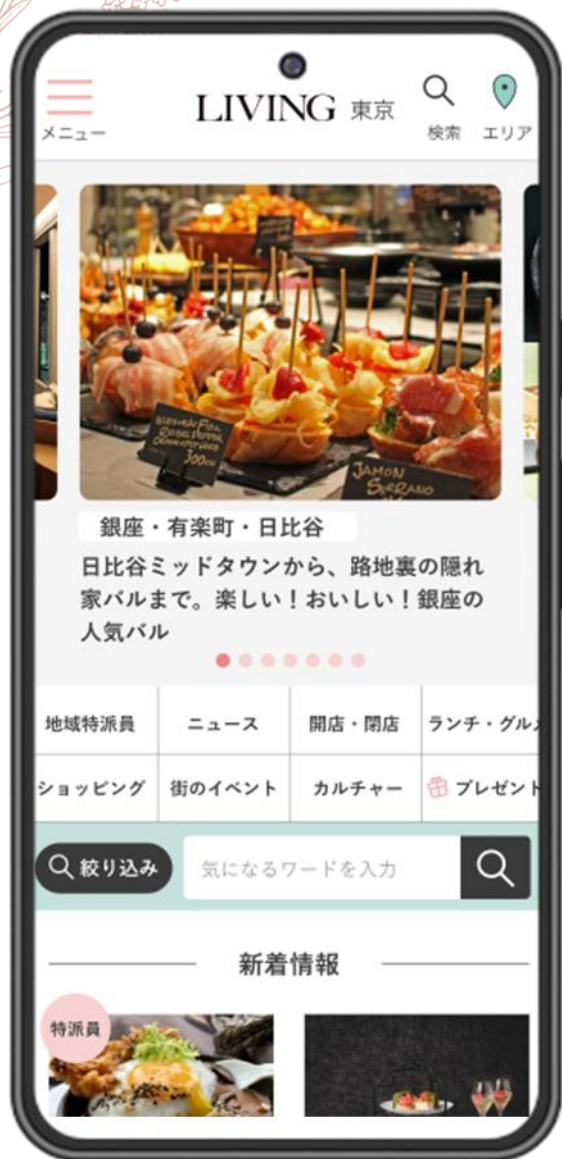 LIVING 東京
メニュー
検索
エリア
JAMON
SERRANO
300
銀座・有楽町・日比谷
日比谷ミッドタウンから、路地裏の隠れ
家バルまで。楽しい！おいしい！銀座の
人気バル
地域特派員
ニュース
開店・閉店
ランチ・グルメ
ショッピング
街のイベント
カルチャー
プレゼント
絞り込み
気になるワードを入力
新着情報
特派員